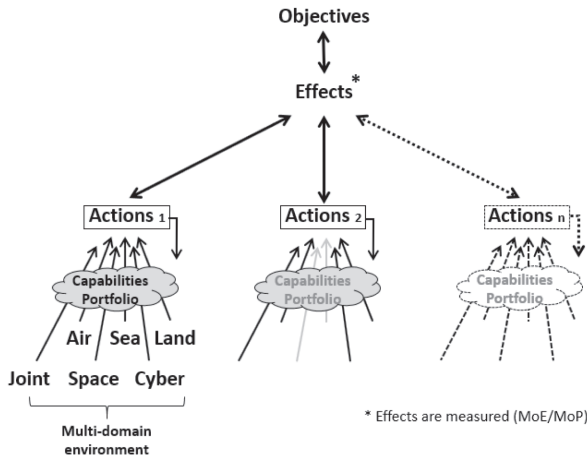 Objectives
Effects*
Actions 1
Actions 2
Actions n
Capabilities
Portfolio
Capabilities
Portfolio
Capabilities
Portfolio
Air Sea Land
Joint Space Cyber
Multi-domain
environment
* Effects are measured (MoE/MoP)